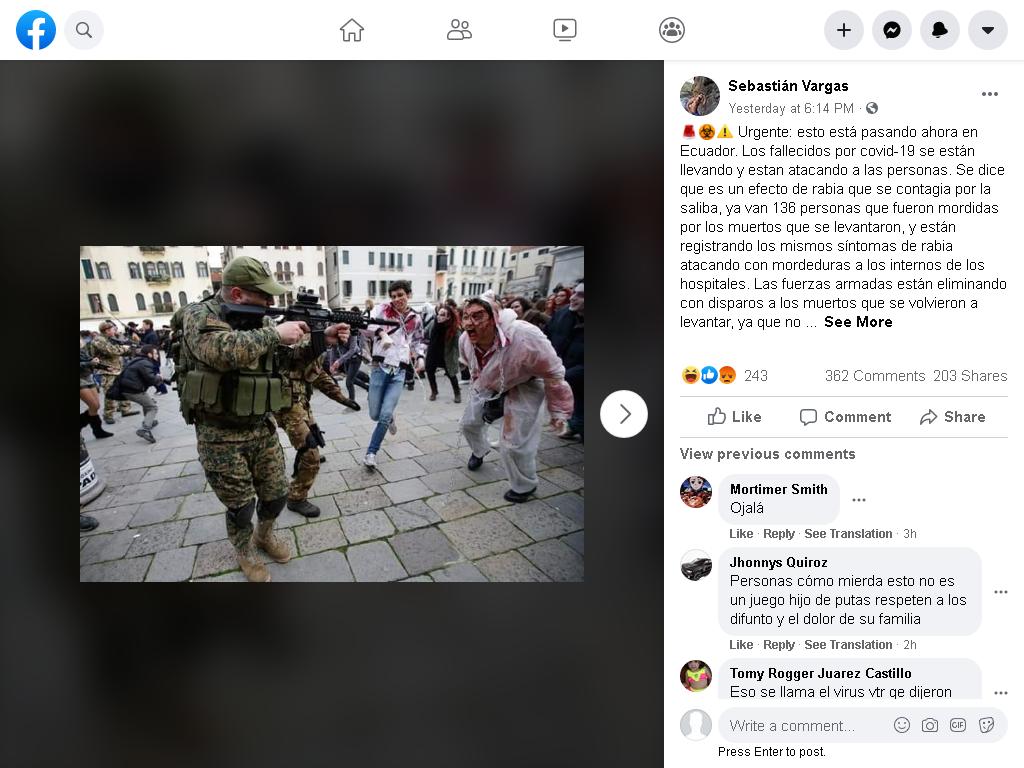 Sebastián Vargas
Yesterday at 6:14 PM ·
Urgente: esto está pasando ahora en
Ecuador. Los fallecidos por covid-19 se están
llevando y estan atacando a las personas. Se dice
que es un efecto de rabia que se contagia por la
saliba, ya van 136 personas que fueron mordidas
por los muertos que se levantaron, y están
registrando los mismos síntomas de rabia
atacando con mordeduras a los internos de los
hospitales. Las fuerzas armadas están eliminando
con disparos a los muertos que se volvieron a
levantar, ya que no ... See More
243 362 Comments 203 Shares
Like Comment Share
View previous comments
Mortimer Smith
Ojalá
Like · Reply · See Translation · 3h
Jhonnys Quiroz
Personas cómo mierda esto no es
un juego hijo de putas respeten a los
difunto y el dolor de su familia
Like · Reply · See Translation · 2h
Tomy Rogger Juarez Castillo
Eso se llama el virus vtr qe dijeron
Write a comment...
GIF
Press Enter to post.